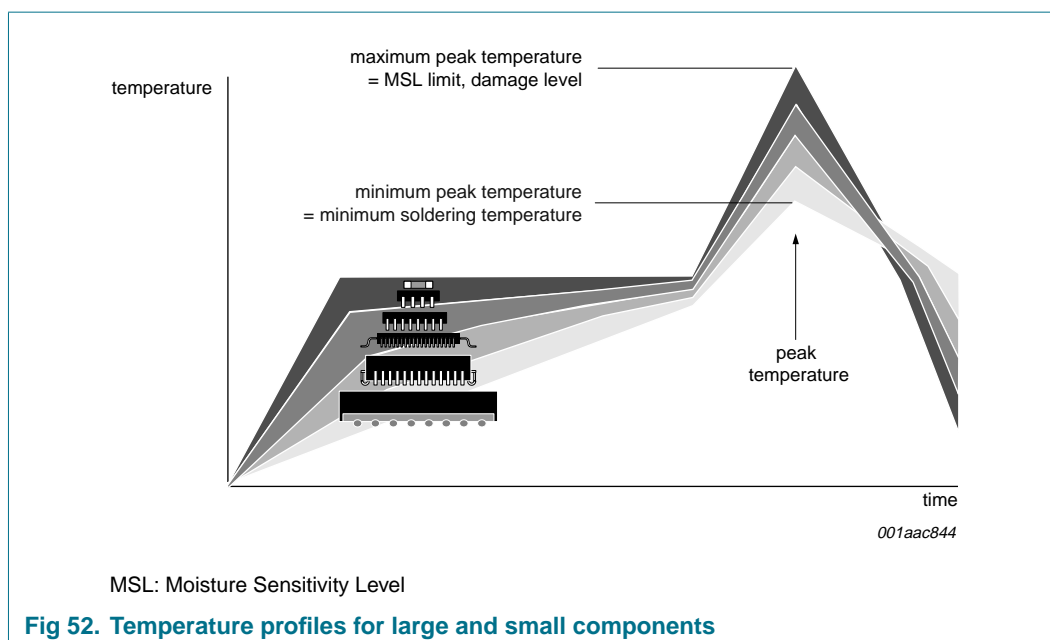 maximum peak temperature
= MSL limit, damage level
temperature
minimum peak temperature
= minimum soldering temperature
peak
temperature
time
001aac844
MSL: Moisture Sensitivity Level
Fig 52. Temperature profiles for large and small components